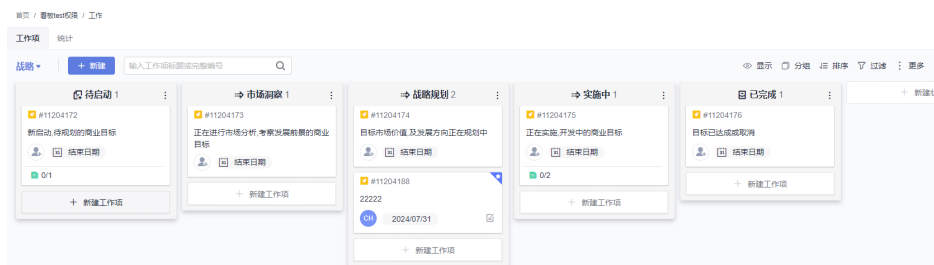 首页 / 看板test权限 / 工作
工作项 统计
战略 + 新建 输入工作项标题或完整编号 显示 分组 排序 过滤 更多
待启动 1
#11204172
新启动,待规划的商业目标
结束日期
0/1
+ 新建工作项
市场洞察 1
#11204173
正在进行市场分析,考察发展前景的商业
目标
结束日期
+ 新建工作项
战略规划 2
#11204174
目标市场价值,及发展方向正在规划中
结束日期
#11204188
22222
CH 2024/07/31
+ 新建工作项
实施中 1
#11204175
正在实施,开发中的商业目标
结束日期
0/2
+ 新建工作项
已完成 1
#11204176
目标已达成或取消
结束日期
+ 新建工作项
+ 新建状